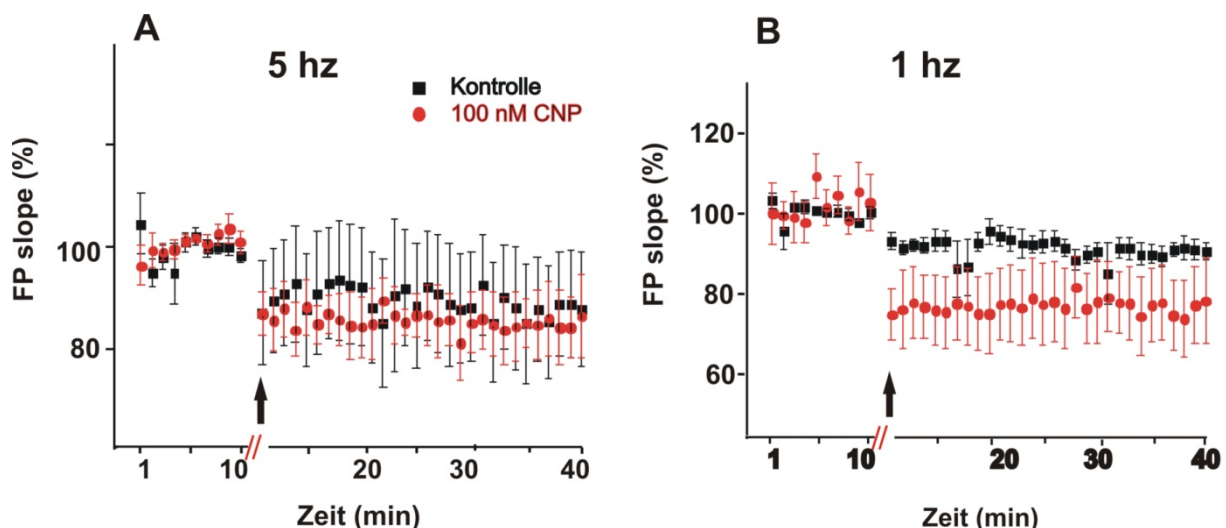 A
5 hz
Kontrolle
100 nM CNP
FP slope (%)
100
80
1 10 20 30 40
Zeit (min)
B
1 hz
FP slope (%)
120
100
80
60
1 10 20 30 40
Zeit (min)